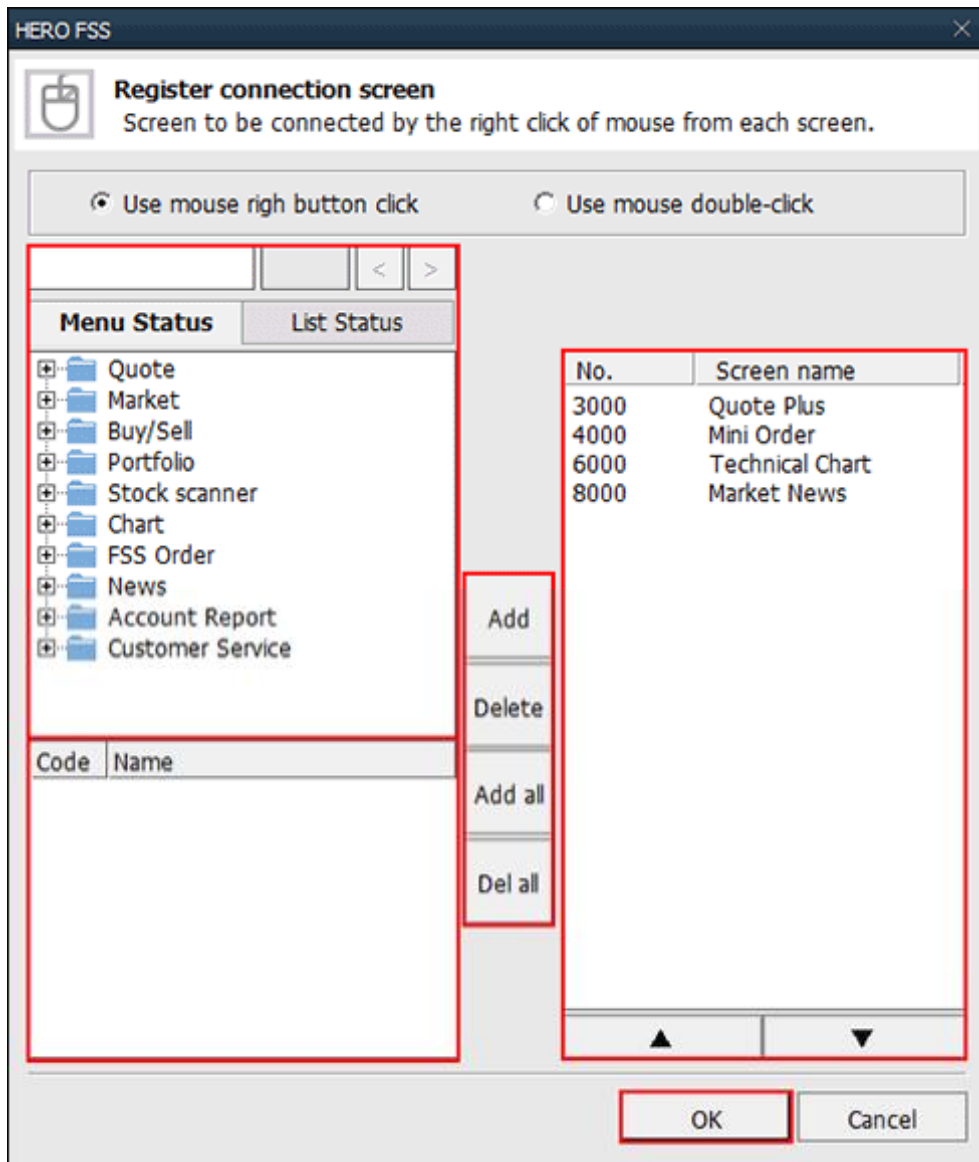 HERO FSS
Register connection screen
Screen to be connected by the right click of mouse from each screen.
Use mouse righ button click Use mouse double-click
< >
Menu Status List Status
Quote
Market
Buy/Sell
Portfolio
Stock scanner
Chart
FSS Order
News
Account Report
Customer Service
Code Name
Add
Delete
Add all
Del all
No. Screen name
3000 Quote Plus
4000 Mini Order
6000 Technical Chart
8000 Market News
OK Cancel